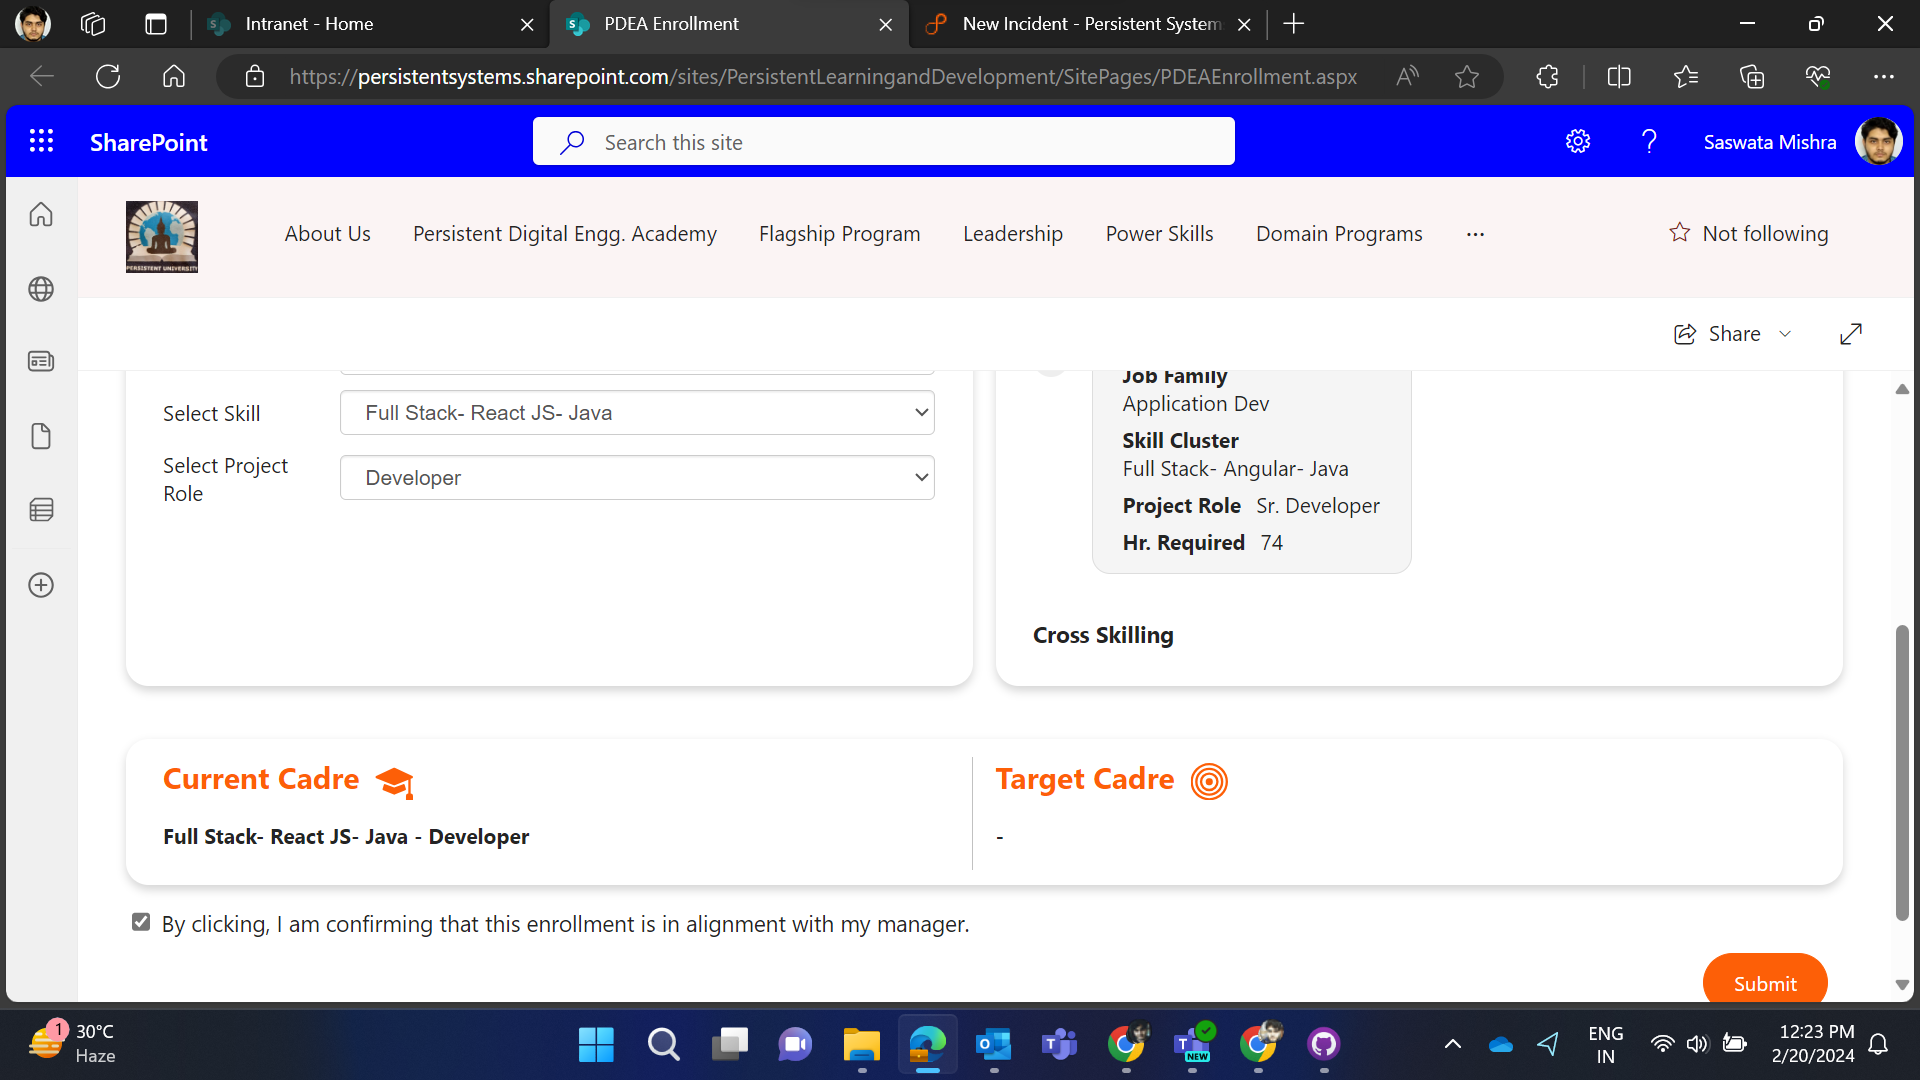 Intranet - Home
PDEA Enrollment
New Incident - Persistent System
https://persistentsystems.sharepoint.com/sites/PersistentLearningandDevelopment/SitePages/PDEAEnrollment.aspx
SharePoint
Search this site
Saswata Mishra
PERSISTENT UNIVERSITY
About Us
Persistent Digital Engg. Academy
Flagship Program
Leadership
Power Skills
Domain Programs
Not following
Share
Select Skill
Full Stack- React JS- Java
Select Project
Role
Developer
Job Family
Application Dev
Skill Cluster
Full Stack- Angular- Java
Project Role Sr. Developer
Hr. Required 74
Cross Skilling
Current Cadre
Full Stack- React JS- Java - Developer
Target Cadre
-
By clicking, I am confirming that this enrollment is in alignment with my manager.
Submit
1
30°C
Haze
NEW
ENG
IN
12:23 PM
2/20/2024